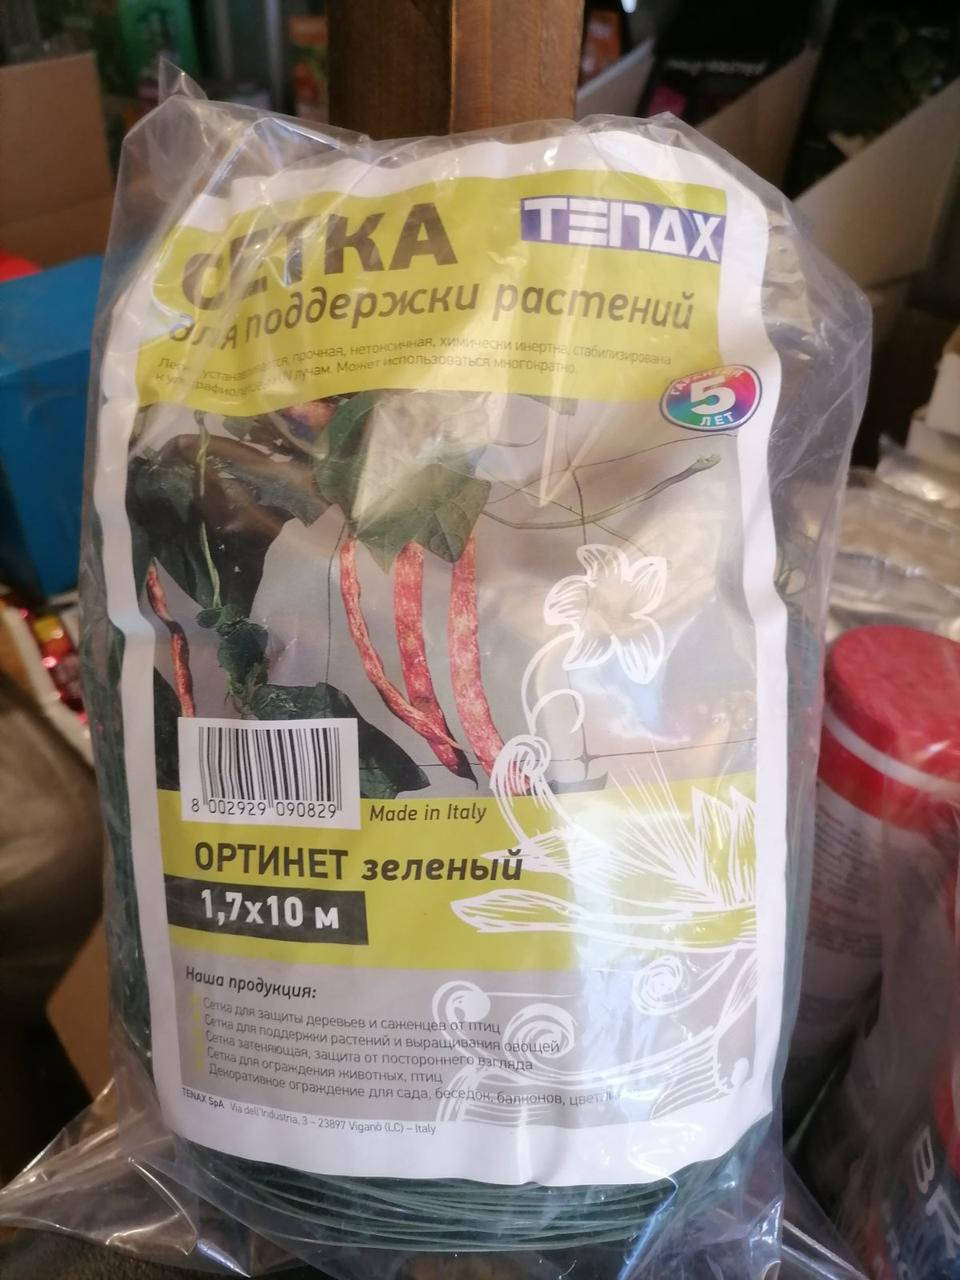 СЕТКА
TENAX
для поддержки растений
Легко устанавливается, прочная, нетоксичная, химически инертна, стабилизирована
к ультрафиолетовым лучам. Может использоваться многократно.
ГАРАНТИЯ
5
ЛЕТ
8 002929 090829
Made in Italy
ОРТИНЕТ зеленый
1,7x10 м
Наша продукция:
Сетка для защиты деревьев и саженцев от птиц
Сетка для поддержки растений и выращивания овощей
Сетка затеняющая, защита от постороннего взгляда
Сетка для ограждения животных, птиц
Декоративное ограждение для сада, беседок, балконов,
TENAX SpA Via dell'Industria, 3 – 23897 Viganò (LC) – Italy